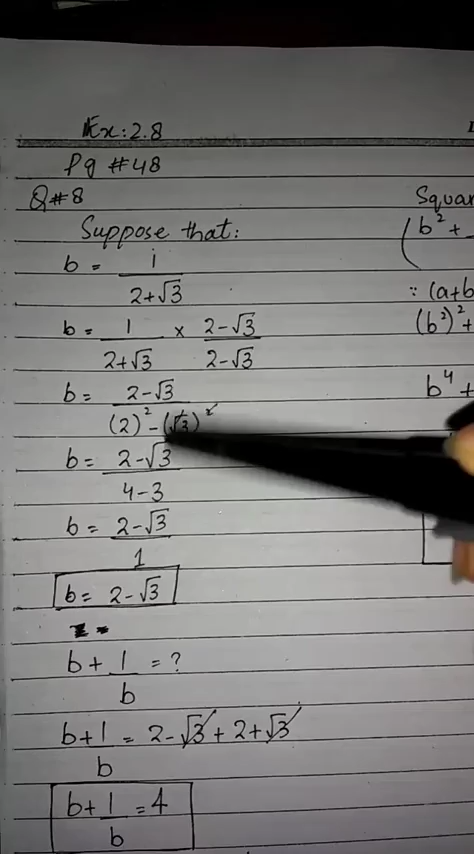 Ex: 2.8
Pg #48
Q#8
Suppose that:
b = 1/(2+√3)
b = 1/(2+√3) × (2-√3)/(2-√3)
b = (2-√3)/((2)²-(√3)²)
b = (2-√3)/(4-3)
b = (2-√3)/1
b = 2-√3
b + 1/b = ?
b+1/b = 2-√3+2+√3
b+1/b = 4
Squar
(b² +
∵ (a+b
(b²)² +
b⁴ +